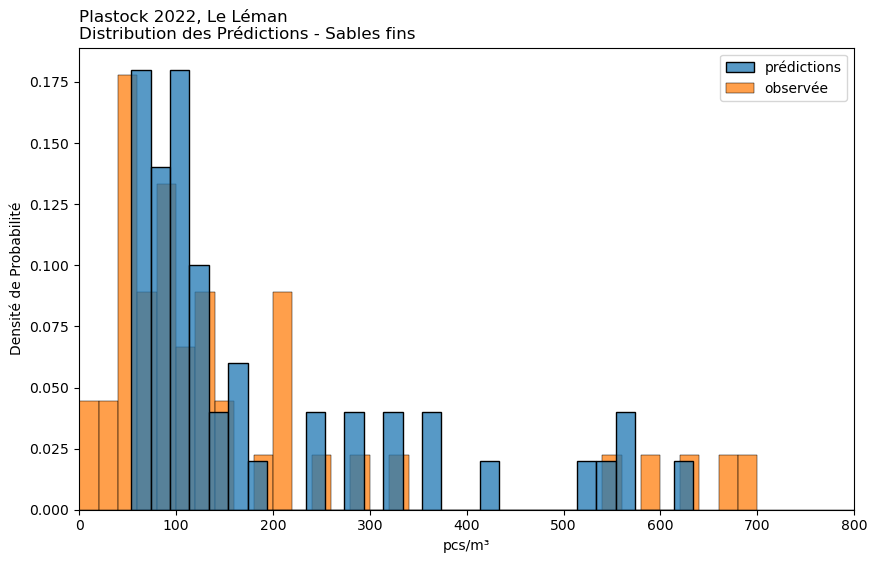 Plastock 2022, Le Léman
Distribution des Prédictions - Sables fins
prédictions
observée
Densité de Probabilité
0.175
0.150
0.125
0.100
0.075
0.050
0.025
0.000
0 100 200 300 400 500 600 700 800
pcs/m³